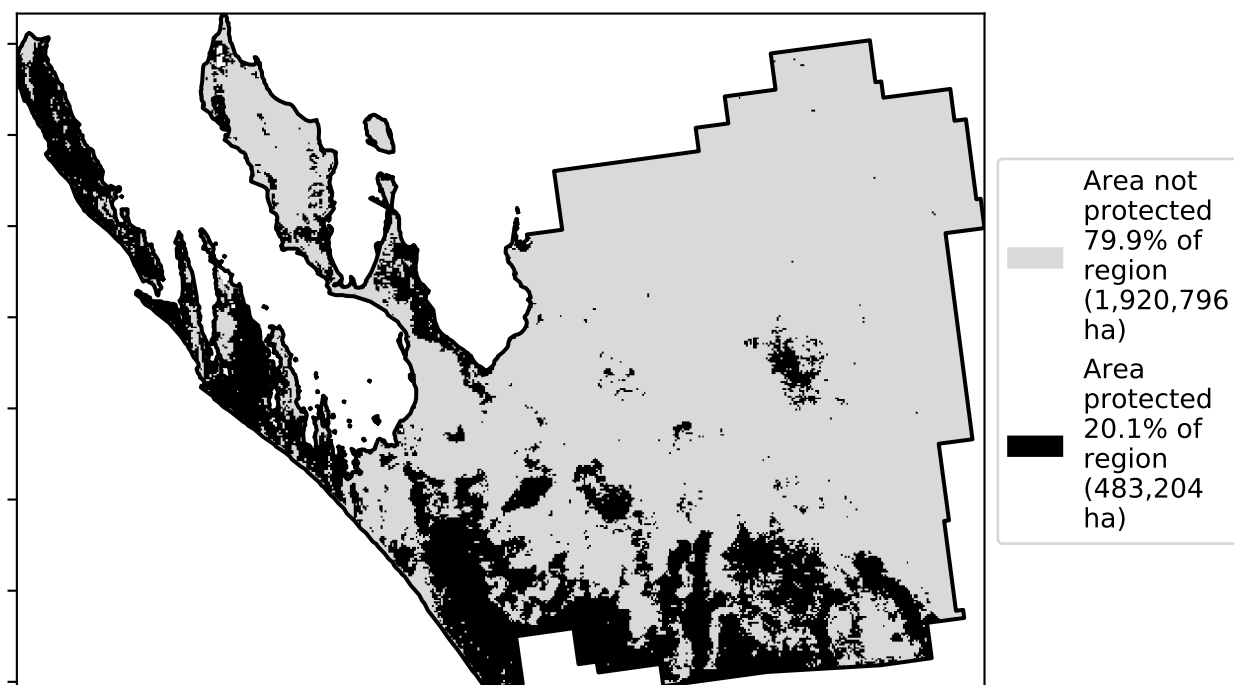 Area not
protected
79.9% of
region
(1,920,796
ha)
Area
protected
20.1% of
region
(483,204
ha)